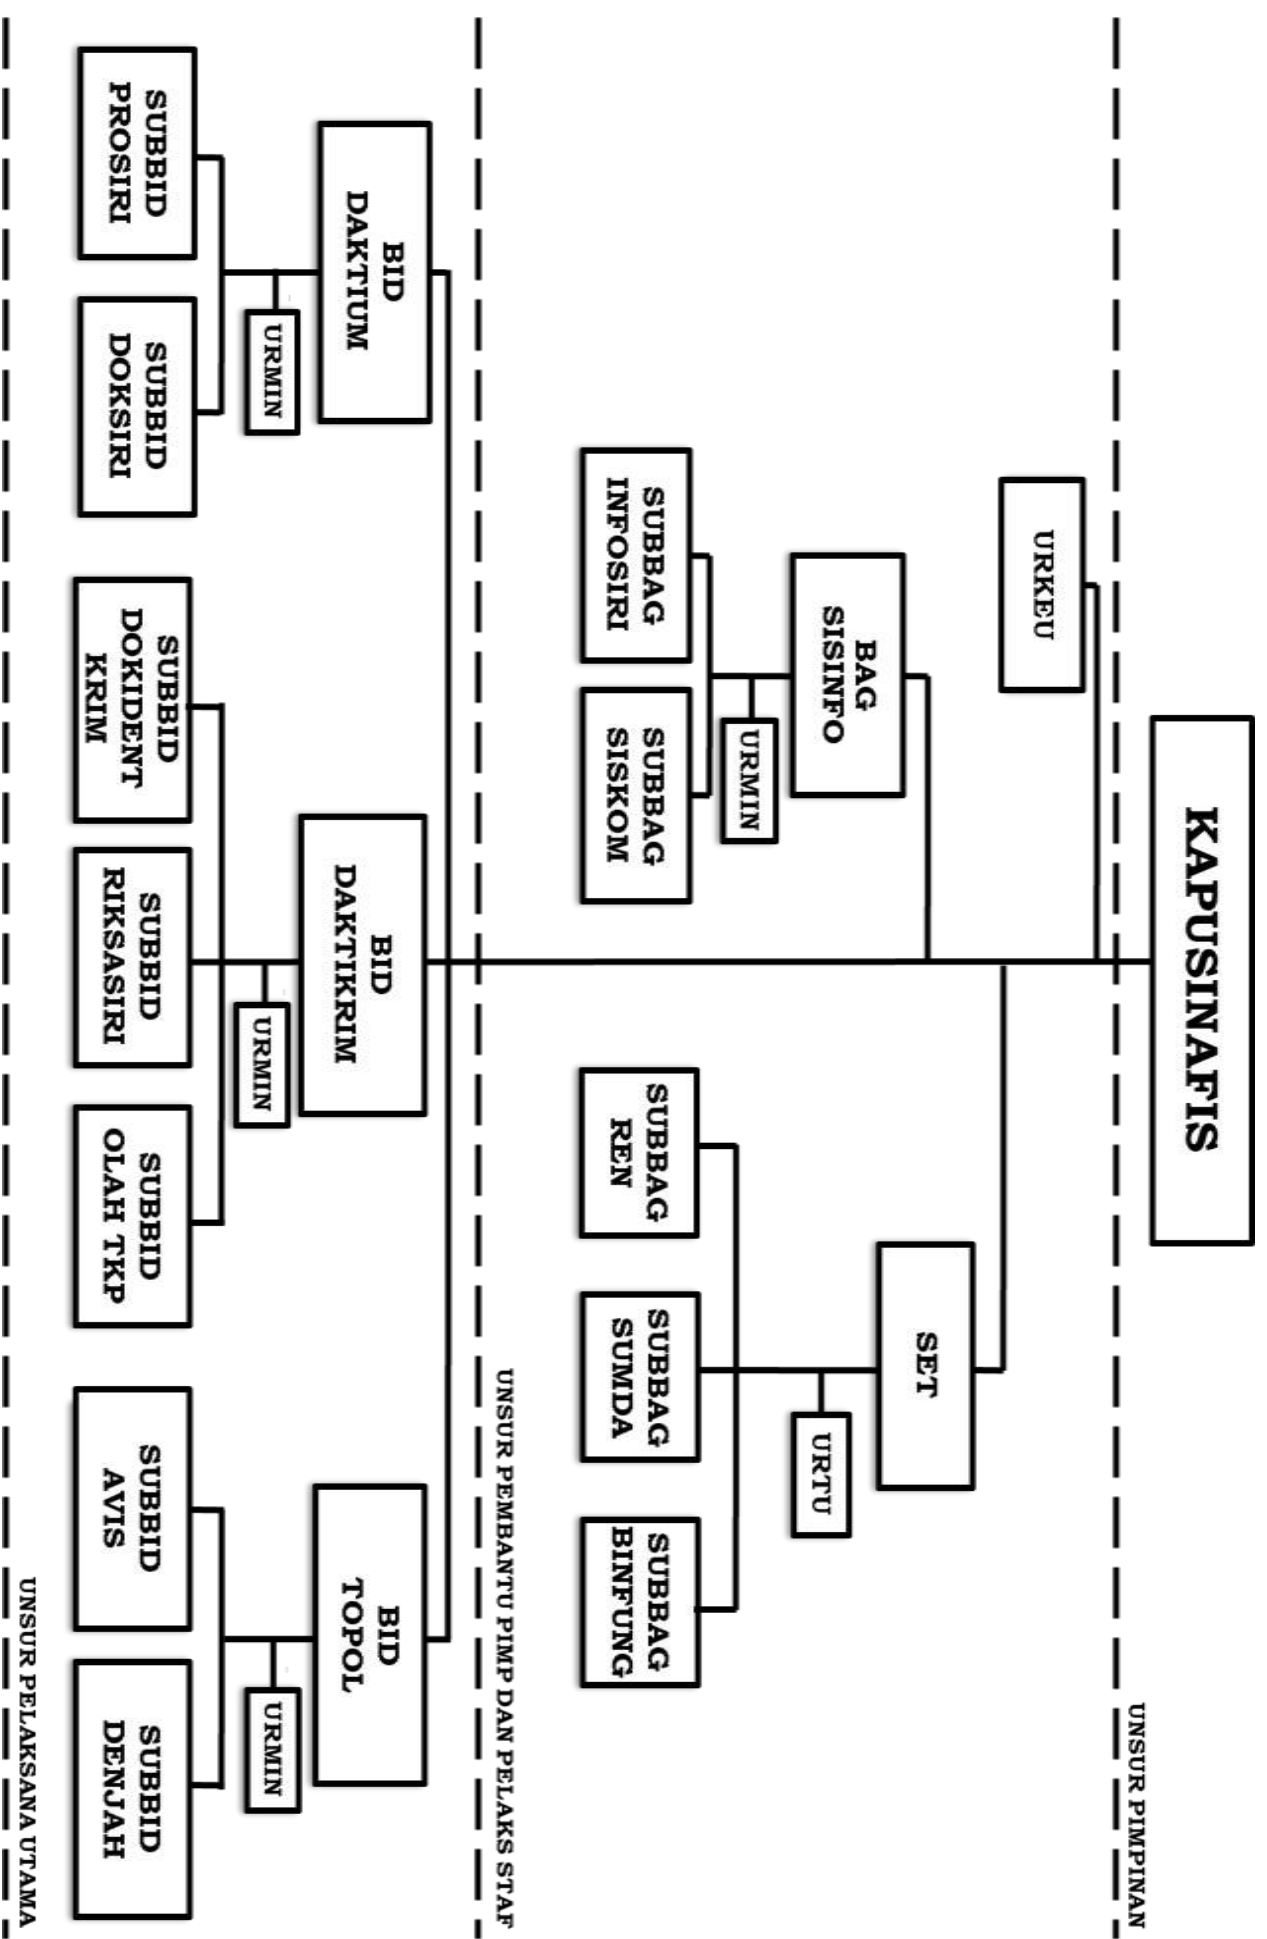 KAPUSINAFIS
UNSUR PIMPINAN
URKEU
SET
BAG
SISINFO
URTU
URMIN
SUBBAG
INFOSIRI
SUBBAG
SISKOM
SUBBAG
REN
SUBBAG
SUMDA
SUBBAG
BINFUNG
UNSUR PEMBANTU PIMP DAN PELAKS STAF
BID
DAKTIUM
BID
DAKTIKRIM
BID
TOPOL
URMIN
URMIN
URMIN
SUBBID
PROSIRI
SUBBID
DOKSIRI
SUBBID
DOKIDENT
KRIM
SUBBID
RIKSASIRI
SUBBID
OLAH TKP
SUBBID
AVIS
SUBBID
DENJAH
UNSUR PELAKSANA UTAMA